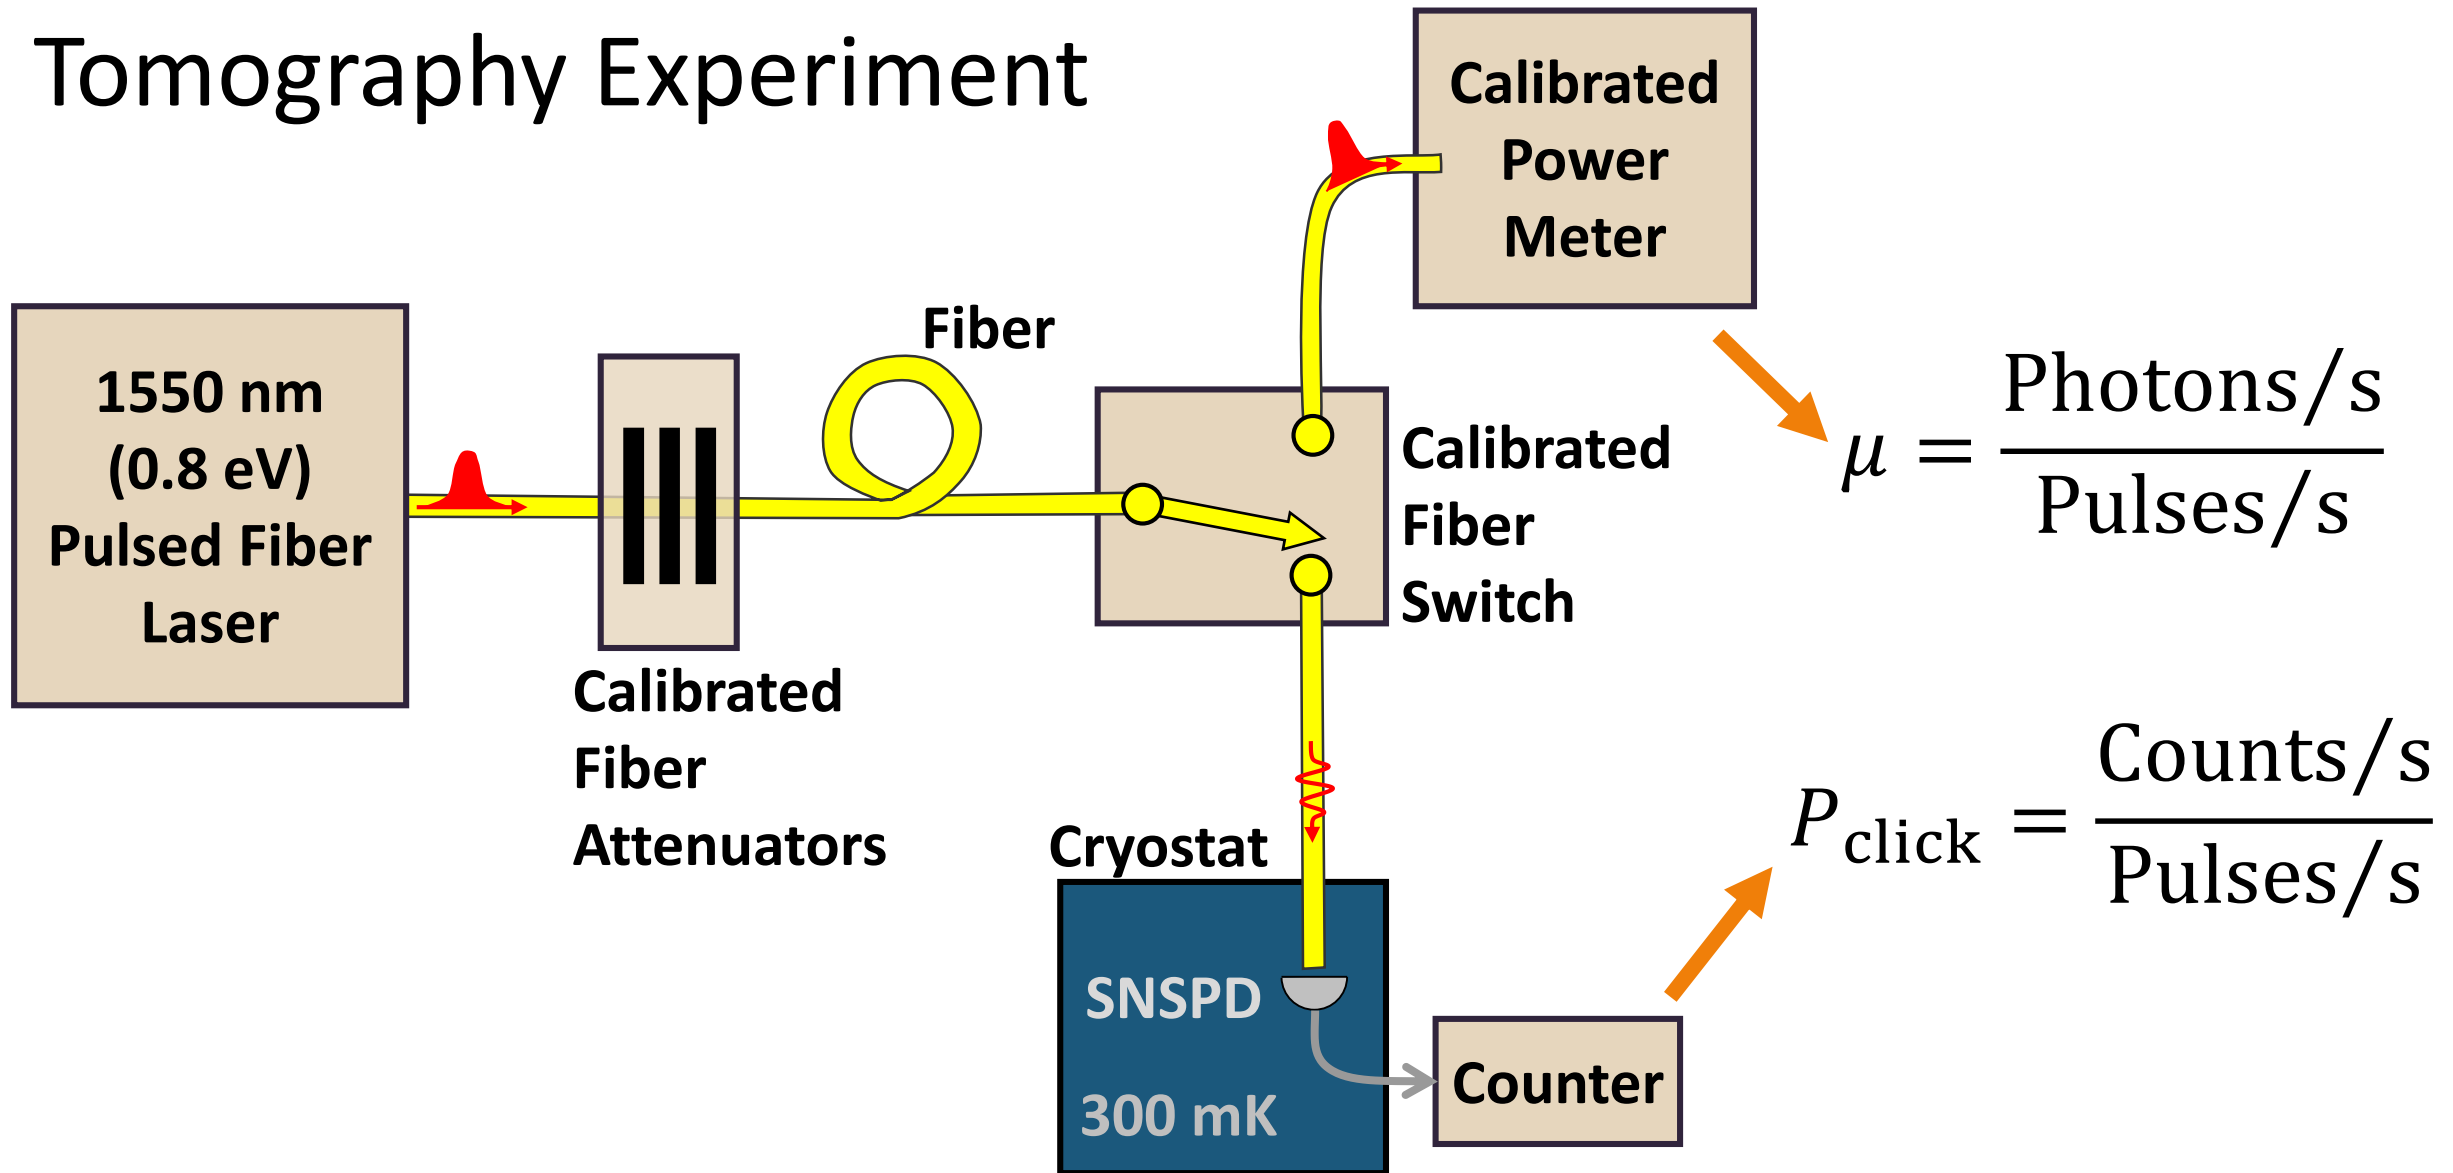 Tomography Experiment
Calibrated
Power
Meter
Fiber
1550 nm
(0.8 eV)
Pulsed Fiber
Laser
Calibrated
Fiber
Switch
μ = Photons/s
Pulses/s
Calibrated
Fiber
Attenuators
P click = Counts/s
Pulses/s
Cryostat
SNSPD
300 mK
Counter